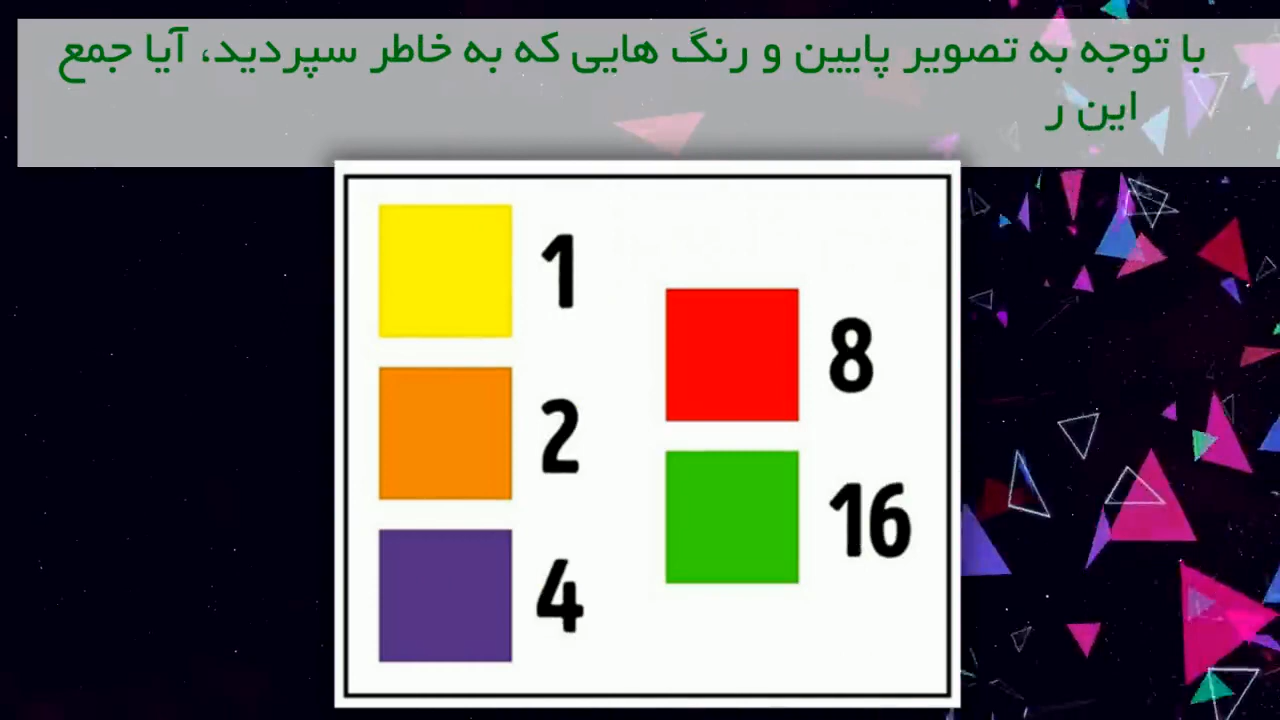 با توجه به تصویر پایین و رنگ هایی که به خاطر سپردید، آیا جمع
این ر
1
2
4
8
16